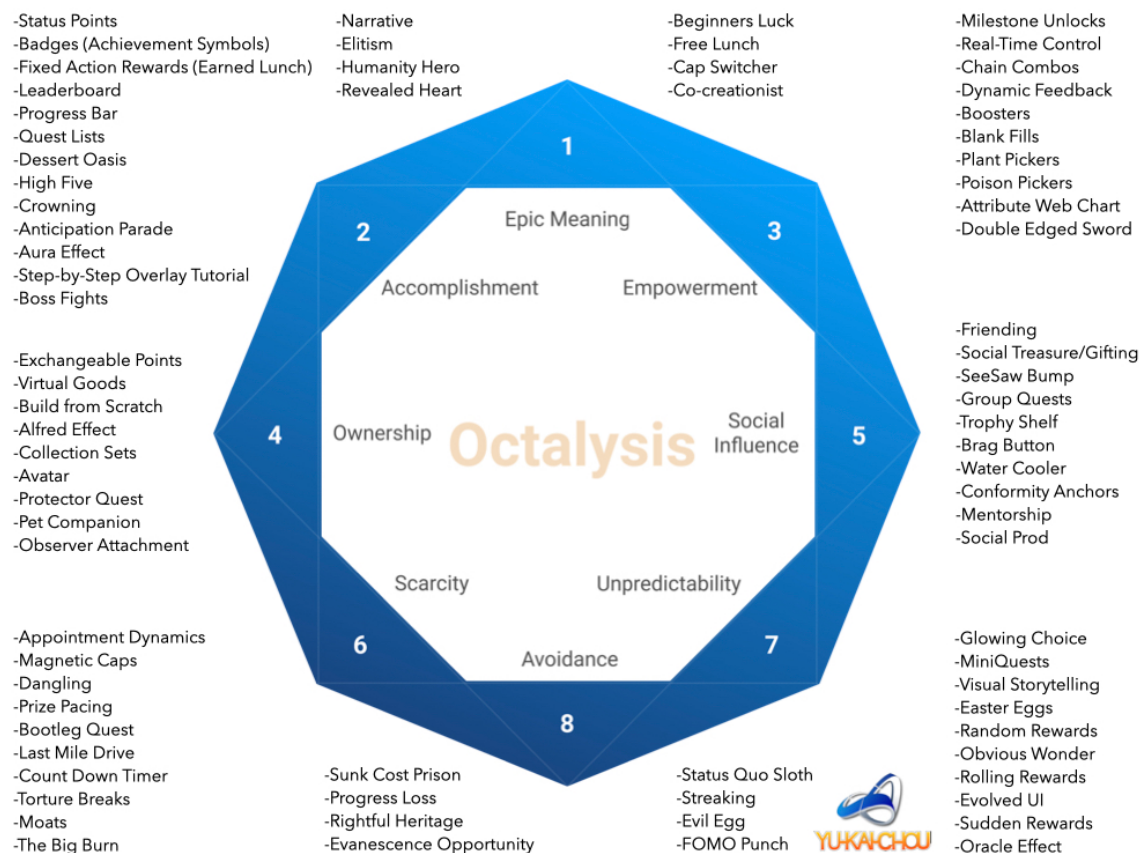 -Status Points
-Badges (Achievement Symbols)
-Fixed Action Rewards (Earned Lunch)
-Leaderboard
-Progress Bar
-Quest Lists
-Dessert Oasis
-High Five
-Crowning
-Anticipation Parade
-Aura Effect
-Step-by-Step Overlay Tutorial
-Boss Fights
-Narrative
-Elitism
-Humanity Hero
-Revealed Heart
-Beginners Luck
-Free Lunch
-Cap Switcher
-Co-creationist
-Milestone Unlocks
-Real-Time Control
-Chain Combos
-Dynamic Feedback
-Boosters
-Blank Fills
-Plant Pickers
-Poison Pickers
-Attribute Web Chart
-Double Edged Sword
1
Epic Meaning
2
Accomplishment
3
Empowerment
-Exchangeable Points
-Virtual Goods
-Build from Scratch
-Alfred Effect
-Collection Sets
-Avatar
-Protector Quest
-Pet Companion
-Observer Attachment
4
Ownership
Octalysis
Social
Influence
5
-Friending
-Social Treasure/Gifting
-SeeSaw Bump
-Group Quests
-Trophy Shelf
-Brag Button
-Water Cooler
-Conformity Anchors
-Mentorship
-Social Prod
Scarcity
6
Unpredictability
7
Avoidance
8
-Appointment Dynamics
-Magnetic Caps
-Dangling
-Prize Pacing
-Bootleg Quest
-Last Mile Drive
-Count Down Timer
-Torture Breaks
-Moats
-The Big Burn
-Sunk Cost Prison
-Progress Loss
-Rightful Heritage
-Evanescence Opportunity
-Status Quo Sloth
-Streaking
-Evil Egg
-FOMO Punch
YU-KAI-CHOU
-Glowing Choice
-MiniQuests
-Visual Storytelling
-Easter Eggs
-Random Rewards
-Obvious Wonder
-Rolling Rewards
-Evolved UI
-Sudden Rewards
-Oracle Effect